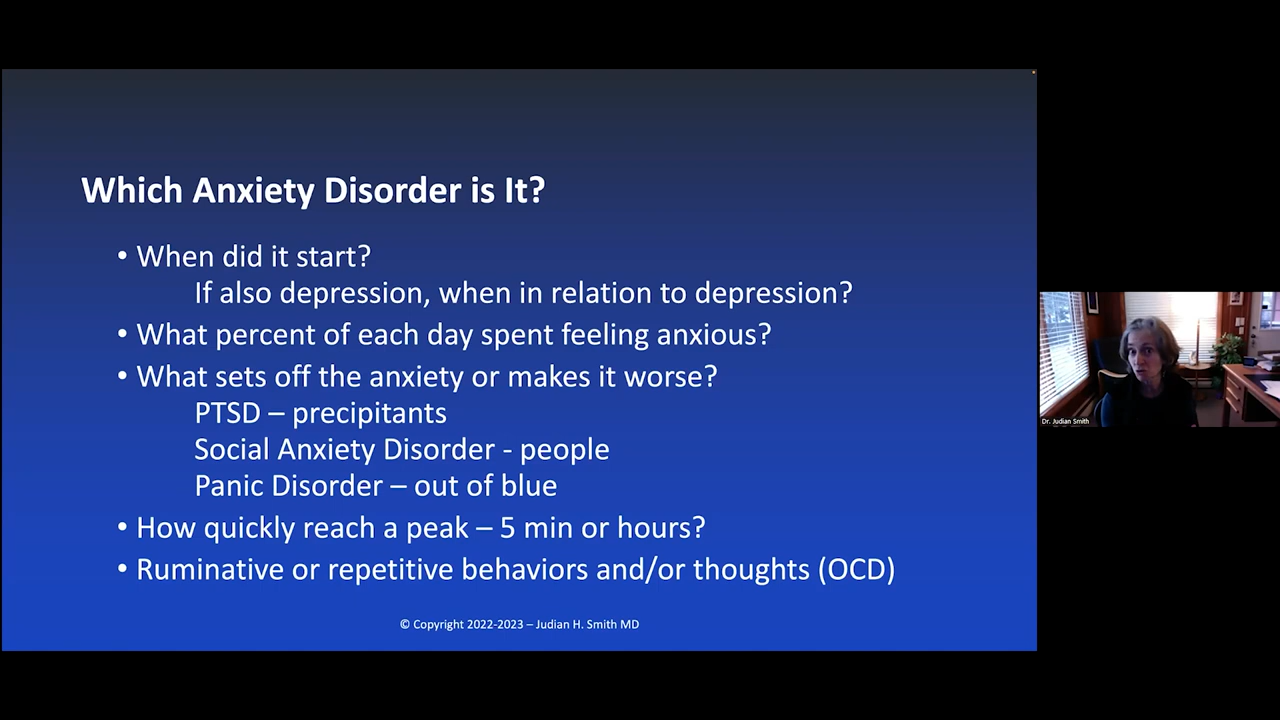 Which Anxiety Disorder is It?
• When did it start?
If also depression, when in relation to depression?
• What percent of each day spent feeling anxious?
• What sets off the anxiety or makes it worse?
PTSD – precipitants
Social Anxiety Disorder - people
Panic Disorder – out of blue
• How quickly reach a peak – 5 min or hours?
• Ruminative or repetitive behaviors and/or thoughts (OCD)
© Copyright 2022-2023 – Judian H. Smith MD
Dr. Judian Smith